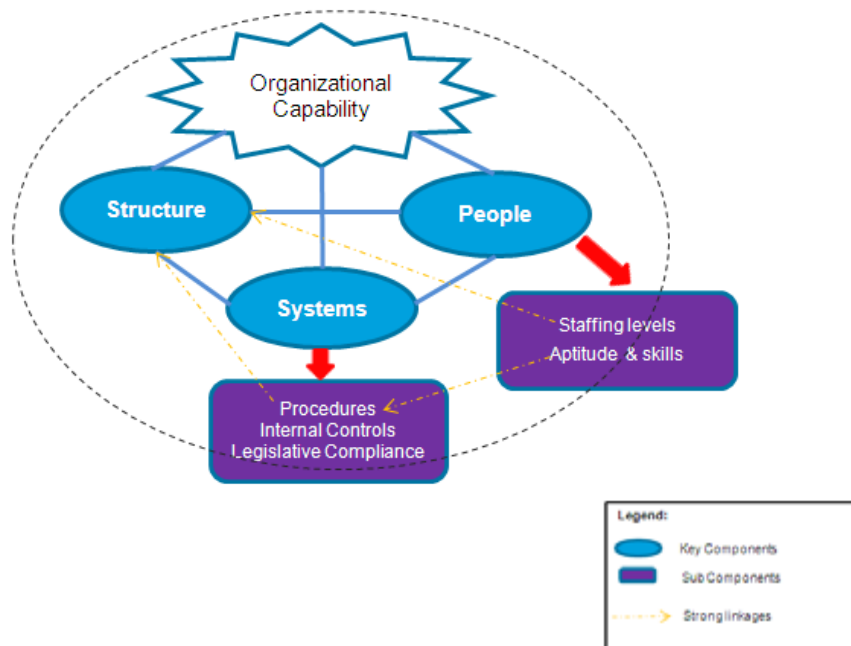 Organizational
Capability
Structure
People
Systems
Staffing levels
Aptitude & skills
Procedures
Internal Controls
Legislative Compliance
Legend:
Key Components
Sub Components
Strong linkages